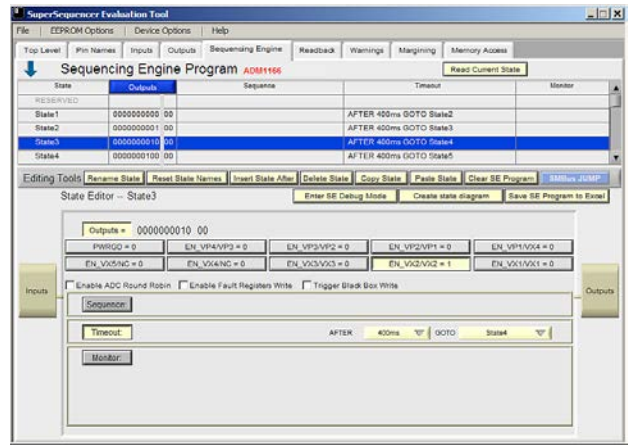 SuperSequencer Evaluation Tool
File | EEPROM Options | Device Options | Help
Top Level Pin Names Inputs Outputs Sequencing Engine Readback Warnings Margining Memory Access
Sequencing Engine Program ADM1166 Read Current State
State Outputs Sequence Timeout Monitor
RESERVED
State1 0000000000 00 AFTER 400ms GOTO State2
State2 0000000001 00 AFTER 400ms GOTO State3
State3 0000000010 00 AFTER 400ms GOTO State4
State4 0000000100 00 AFTER 400ms GOTO State5
Editing Tools Rename State Reset State Names Insert State After Delete State Copy State Paste State Clear SE Program SMBus JUMP
State Editor -- State3 Enter SE Debug Mode Create state diagram Save SE Program to Excel
Outputs = 0000000010 00
PWRGD = 0 EN_VP4/VP3 = 0 EN_VP3/VP2 = 0 EN_VP2/VP1 = 0 EN_VP1/VX4 = 0
EN_VX5/NC = 0 EN_VX4/NC = 0 EN_VX3/VX3 = 0 EN_VX2/VX2 = 1 EN_VX1/VX1 = 0
Enable ADC Round Robin Enable Fault Registers Write Trigger Black Box Write
Inputs Outputs
Sequence:
Timeout: AFTER 400ms GOTO State4
Monitor: